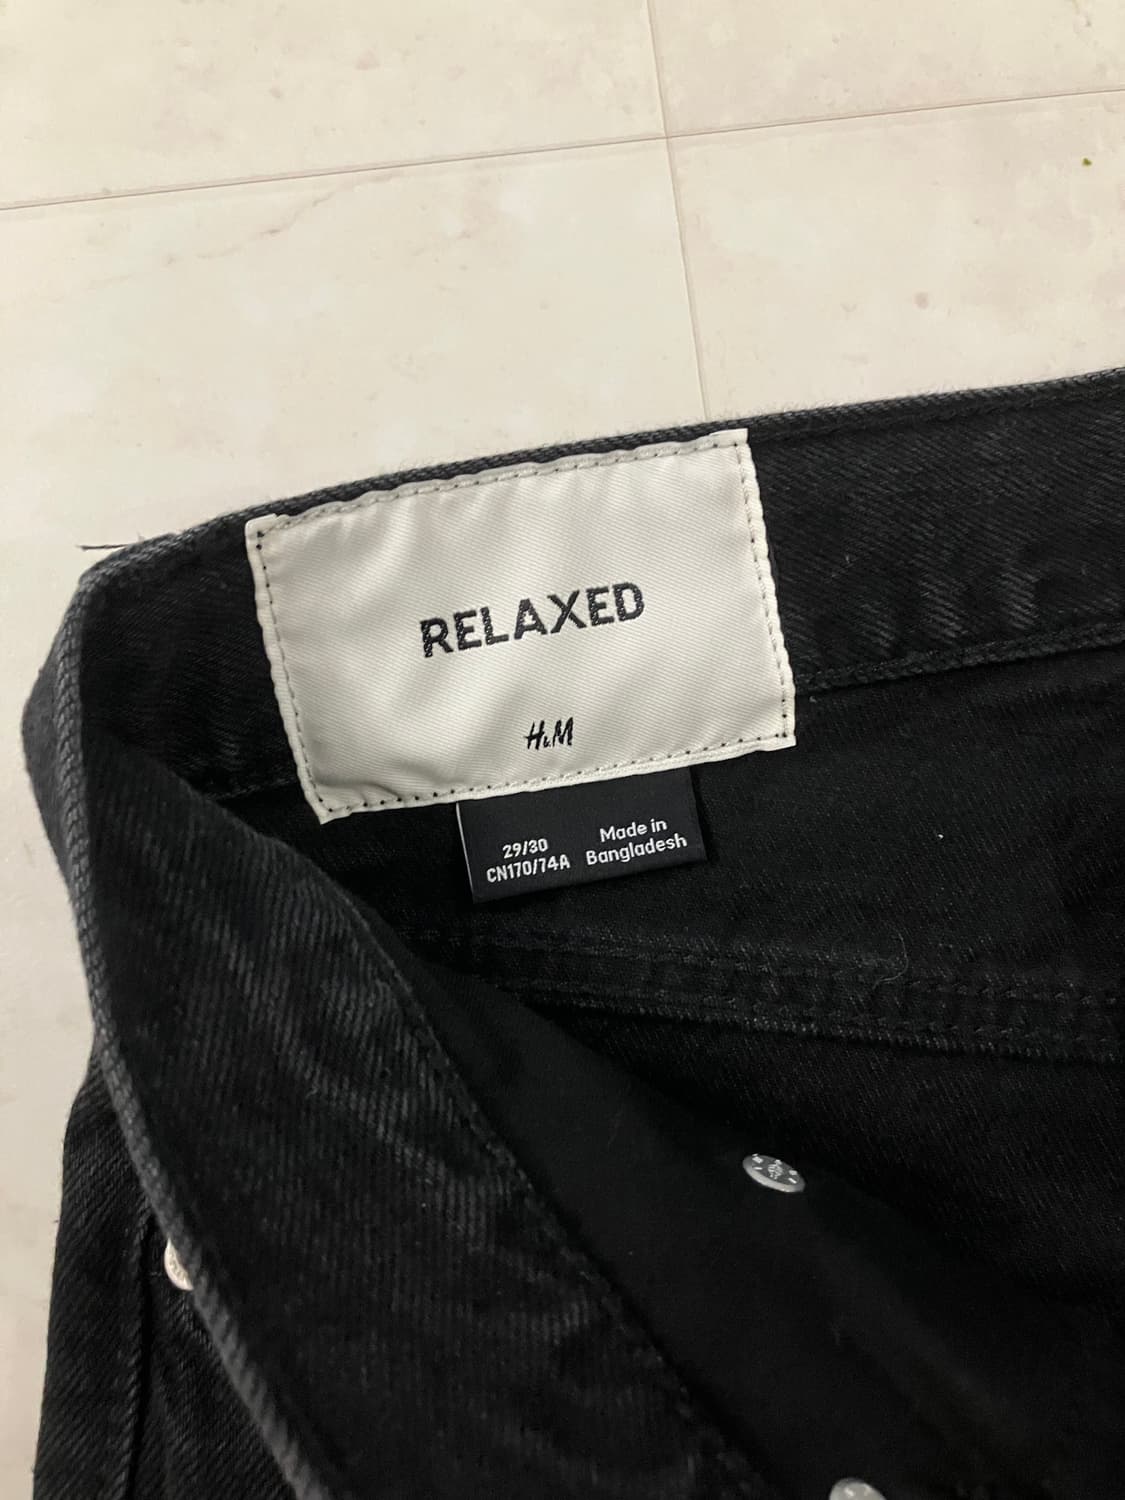 RELAXED
H&M
29/30
CN170/74A
Made in
Bangladesh